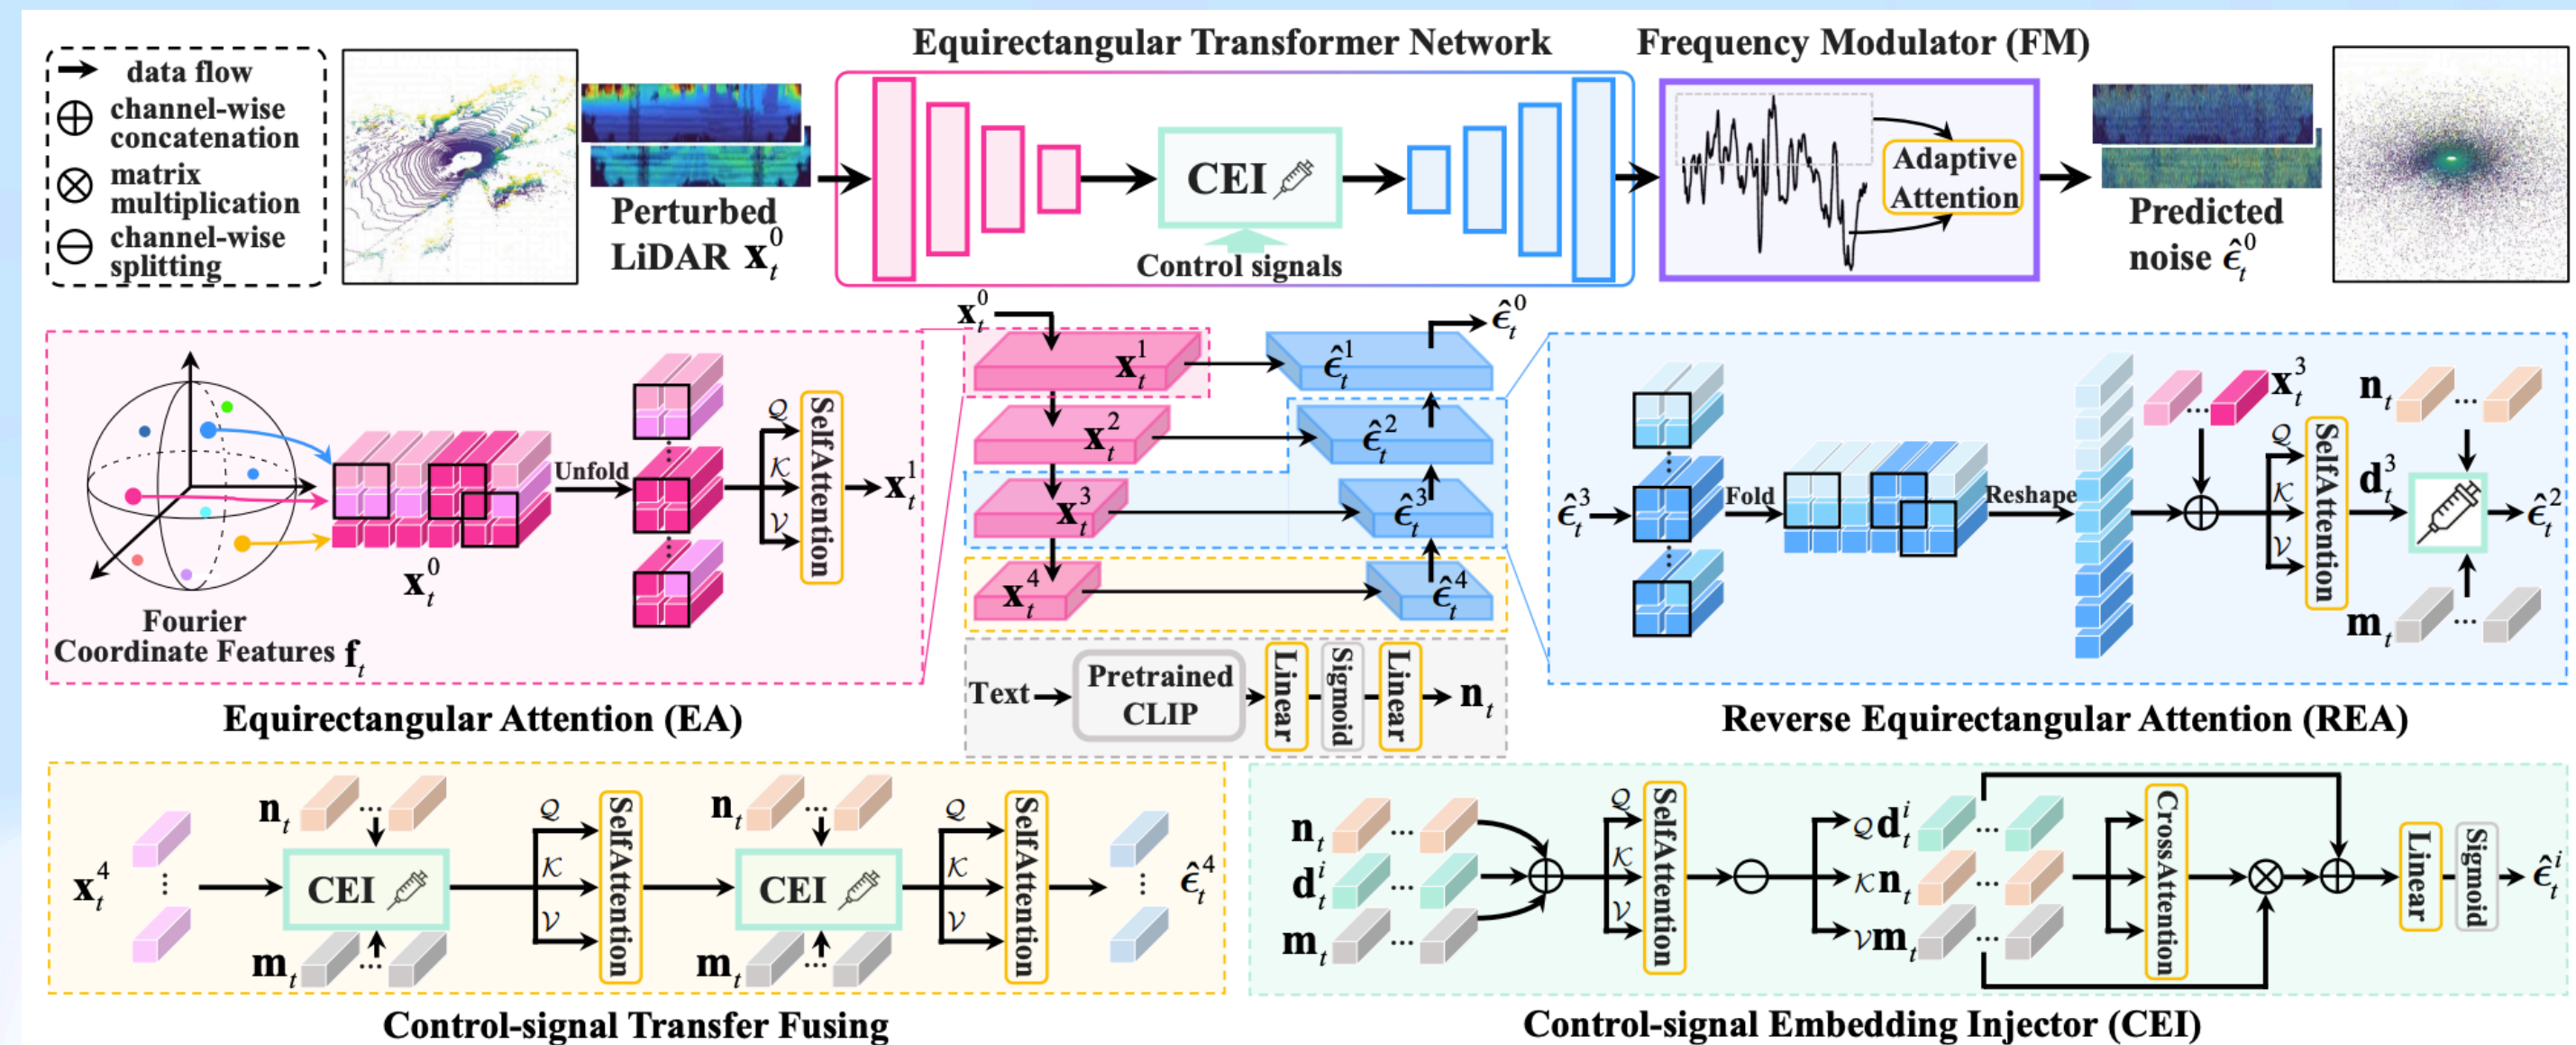 data flow
channel-wise
concatenation
matrix
multiplication
channel-wise
splitting
Perturbed
LiDAR x_t^0
Equirectangular Transformer Network
CEI
Control signals
Frequency Modulator (FM)
Adaptive
Attention
Predicted
noise ε̂_t^0
Fourier
Coordinate Features f_t
x_t^0
Unfold
Q
K
V
SelfAttention
x_t^1
Equirectangular Attention (EA)
x_t^0
ε̂_t^0
x_t^1
ε̂_t^1
x_t^2
ε̂_t^2
x_t^3
ε̂_t^3
x_t^4
ε̂_t^4
Text
Pretrained
CLIP
Linear
Sigmoid
Linear
n_t
ε̂_t^3
Fold
Reshape
x_t^3
Q
K
V
SelfAttention
n_t
d_t^3
m_t
ε̂_t^2
Reverse Equirectangular Attention (REA)
x_t^4
n_t
CEI
m_t
Q
K
V
SelfAttention
n_t
CEI
m_t
Q
K
V
SelfAttention
ε̂_t^4
Control-signal Transfer Fusing
n_t
d_t^i
m_t
Q
K
V
SelfAttention
Q d_t^i
K n_t
V m_t
CrossAttention
Linear
Sigmoid
ε̂_t^i
Control-signal Embedding Injector (CEI)